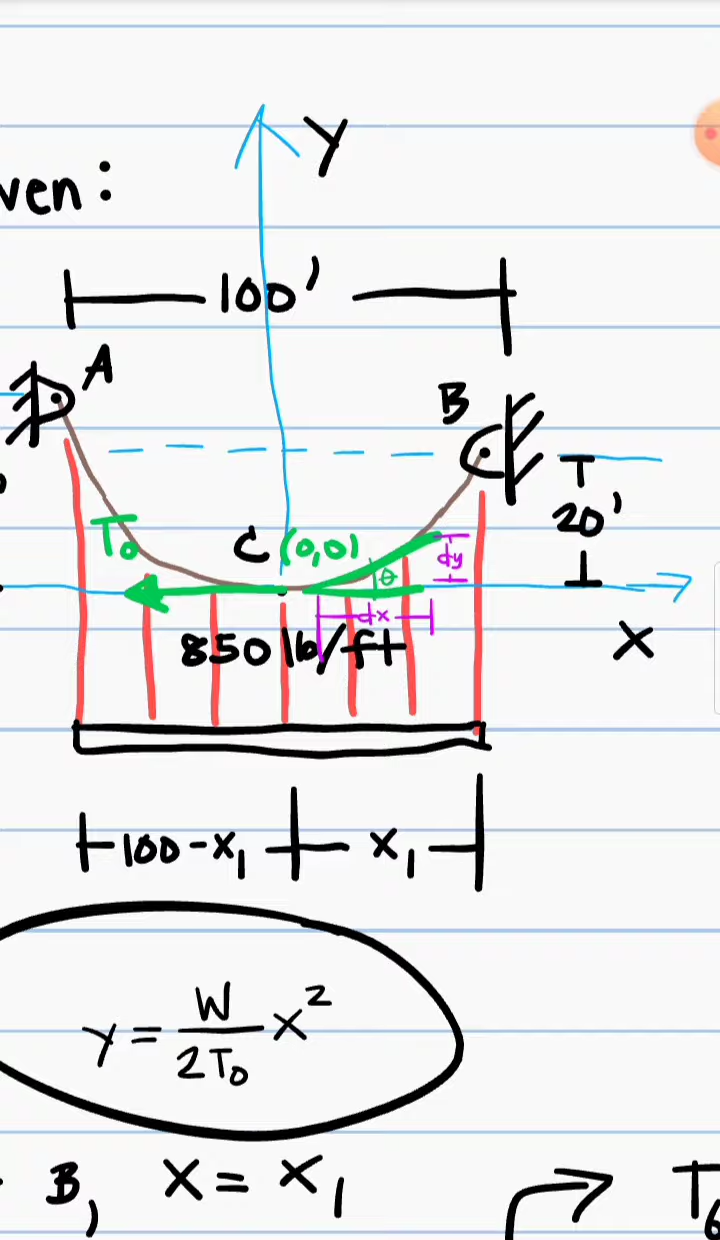 ven:
Y
100'
A
B
20'
T₀
C (0,0)
θ
dy
dx
850 lb/ft
X
100-x₁
x₁
y = W/2T₀ x²
B, x = x₁